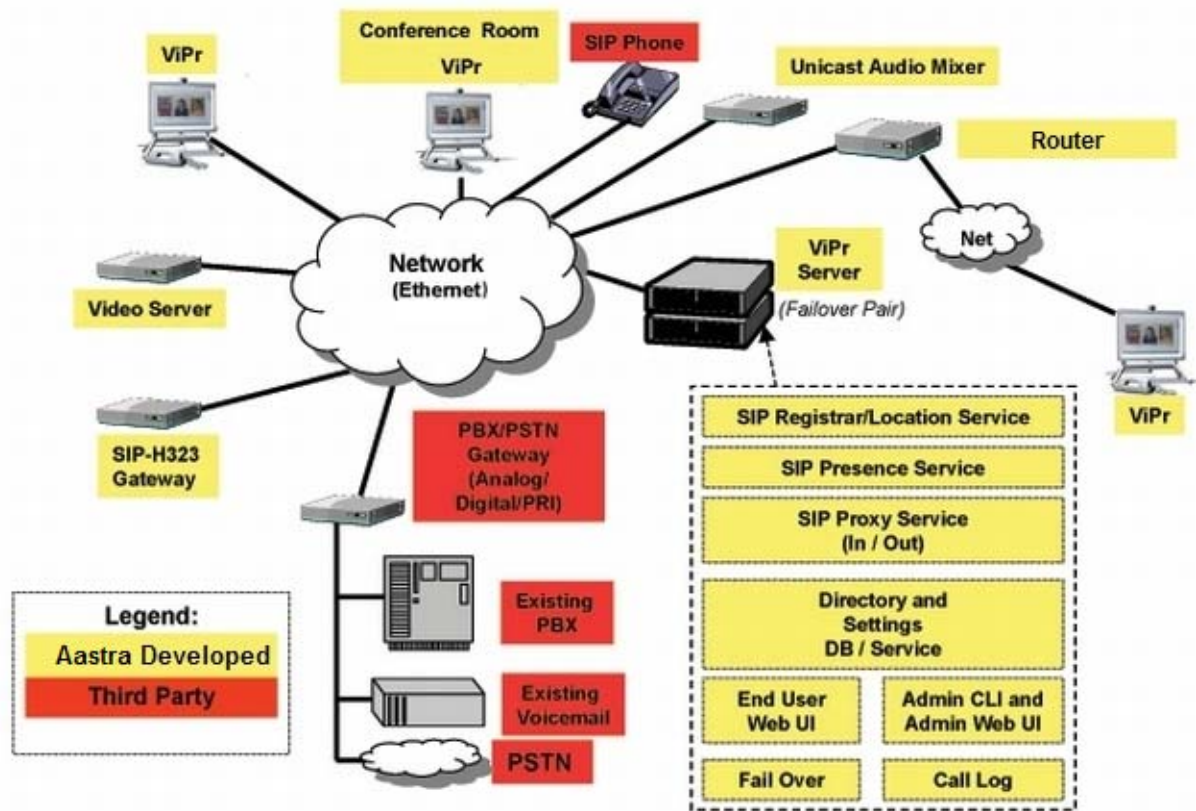 ViPr
Conference Room
ViPr
SIP Phone
Unicast Audio Mixer
Router
Network
(Ethernet)
Net
Video Server
ViPr
Server
(Failover Pair)
ViPr
SIP-H323
Gateway
PBX/PSTN
Gateway
(Analog/
Digital/PRI)
SIP Registrar/Location Service
SIP Presence Service
SIP Proxy Service
(In / Out)
Directory and
Settings
DB / Service
End User
Web UI
Admin CLI and
Admin Web UI
Fail Over
Call Log
Existing
PBX
Existing
Voicemail
PSTN
Legend:
Aastra Developed
Third Party